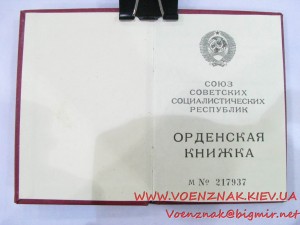 СОЮЗ
СОВЕТСКИХ
СОЦИАЛИСТИЧЕСКИХ
РЕСПУБЛИК
ОРДЕНСКАЯ
КНИЖКА
М № 217937
WWW.VOENZNAK.KIEV.UA
Voenznak@bigmir.net